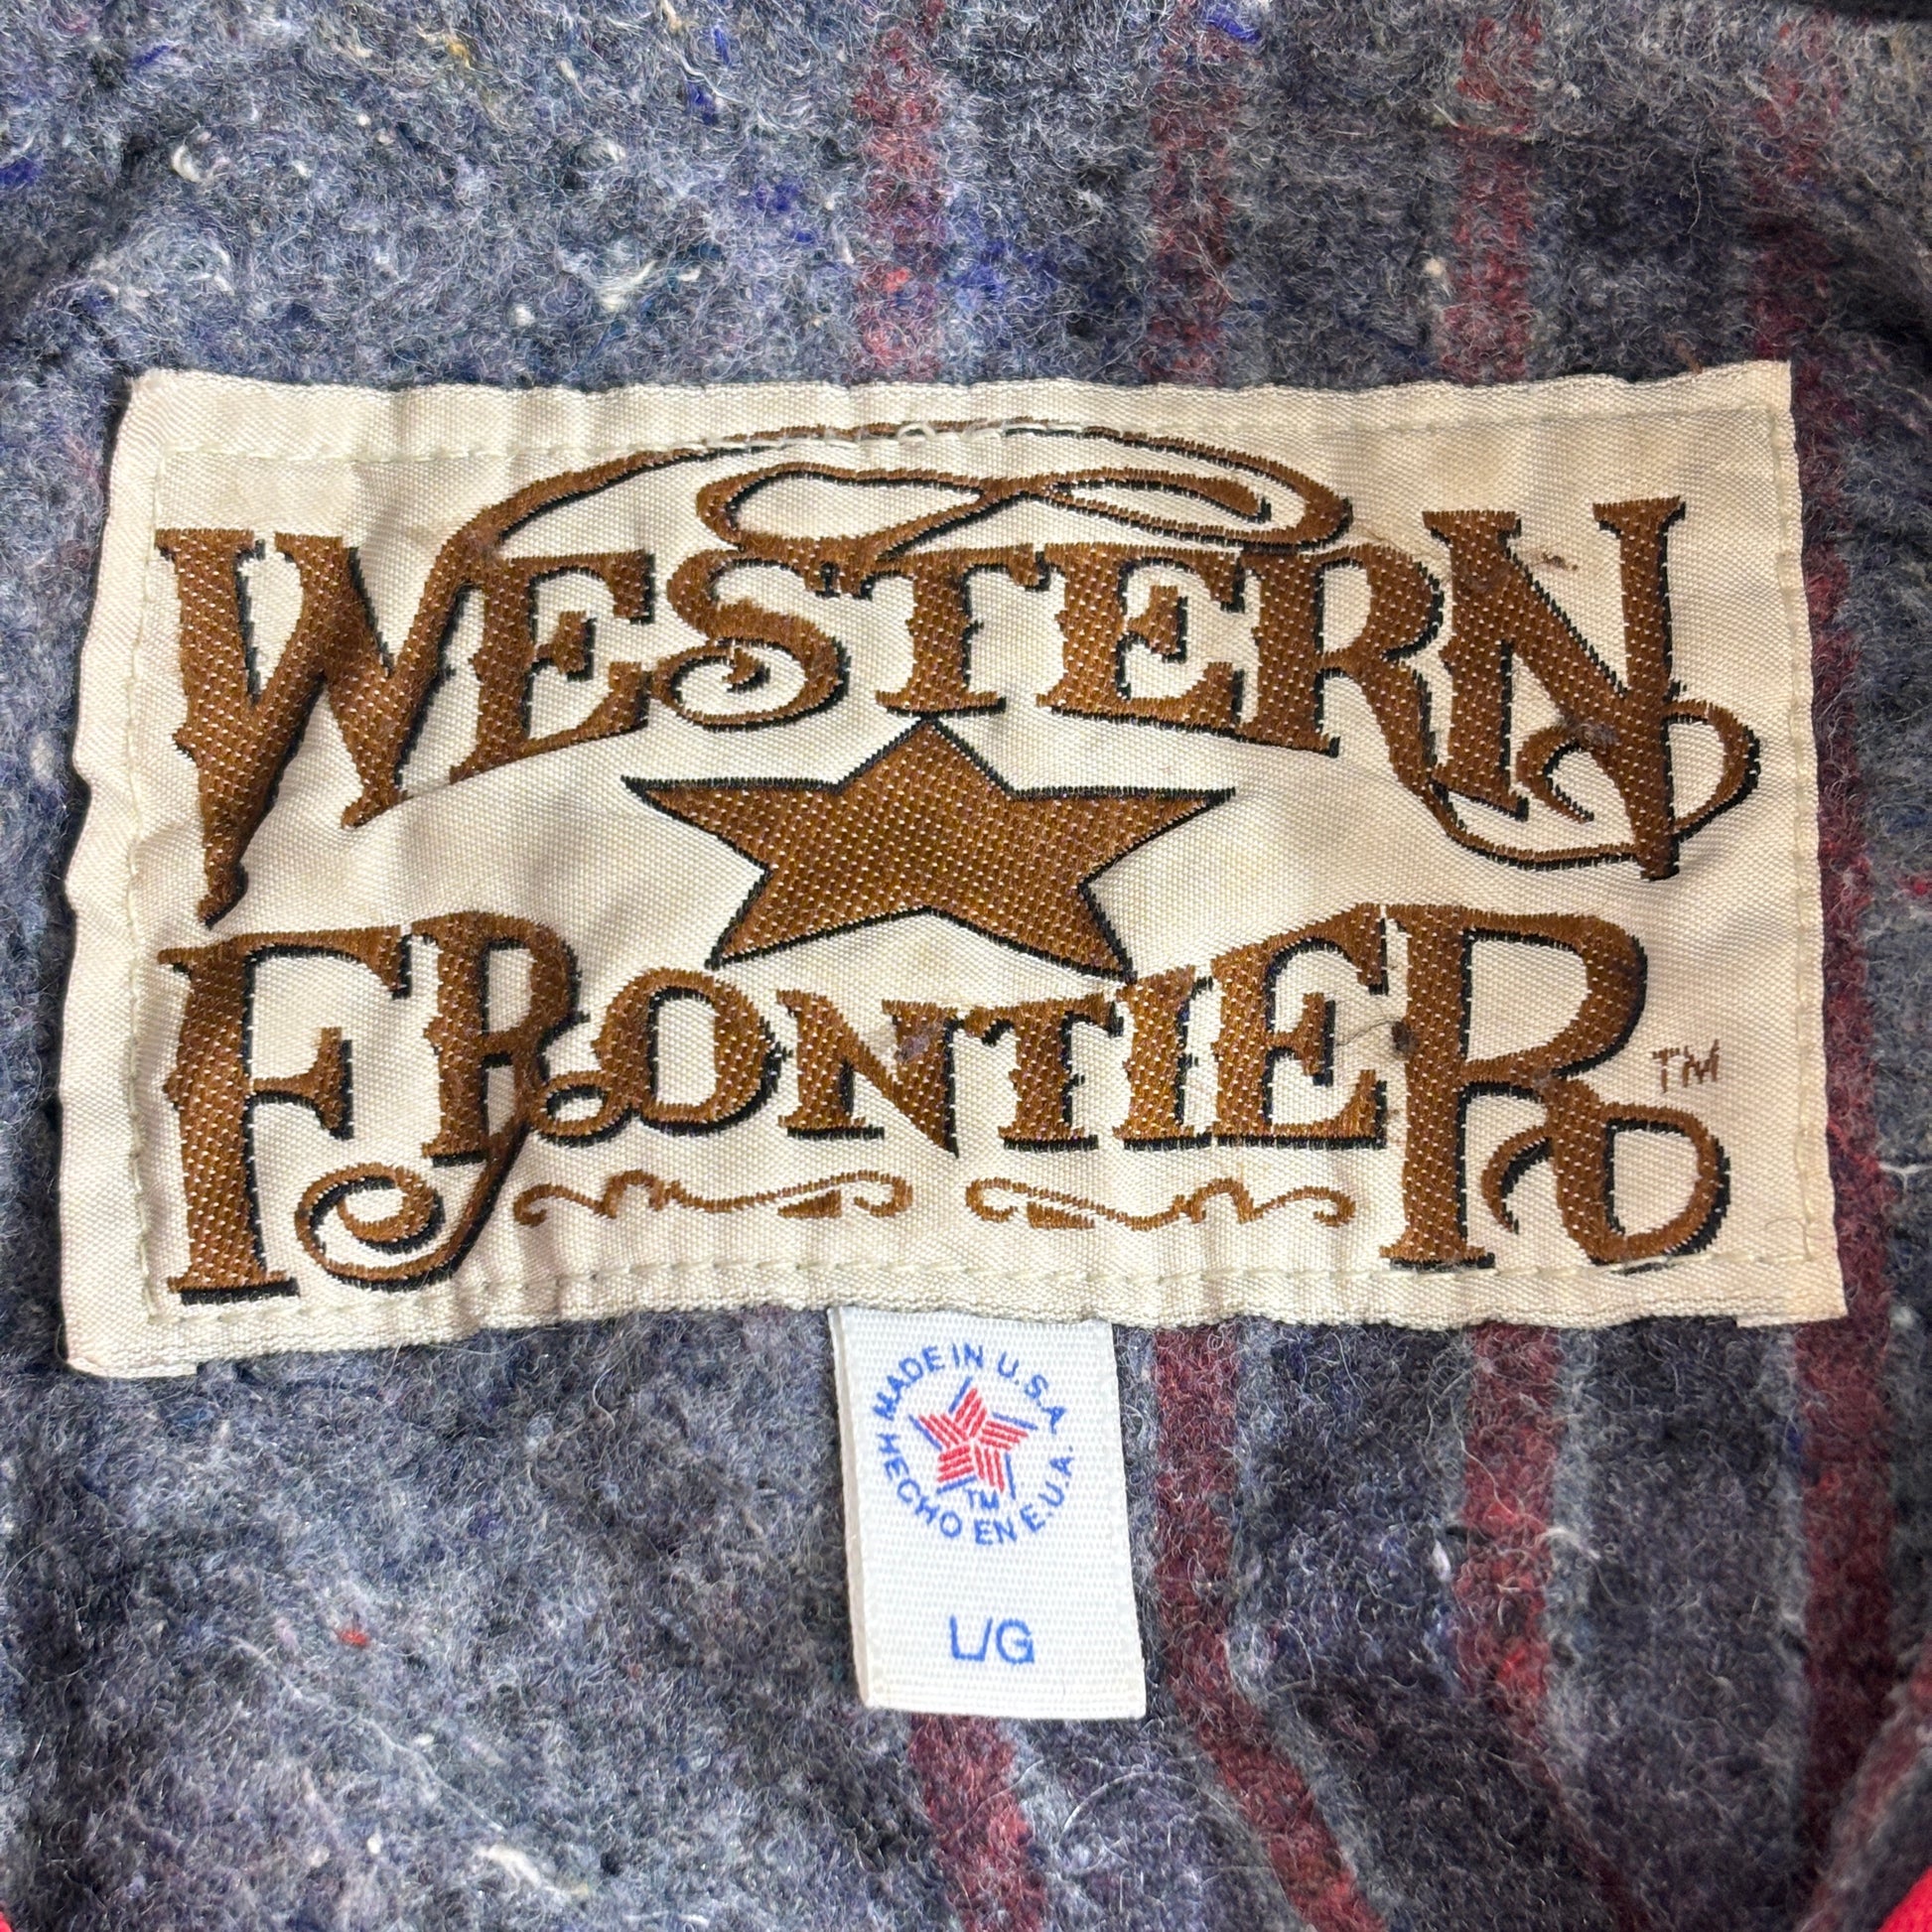 WESTERN
FRONTIER ™
MADE IN U.S.A.
HECHO EN E.U.A.
TM
L/G